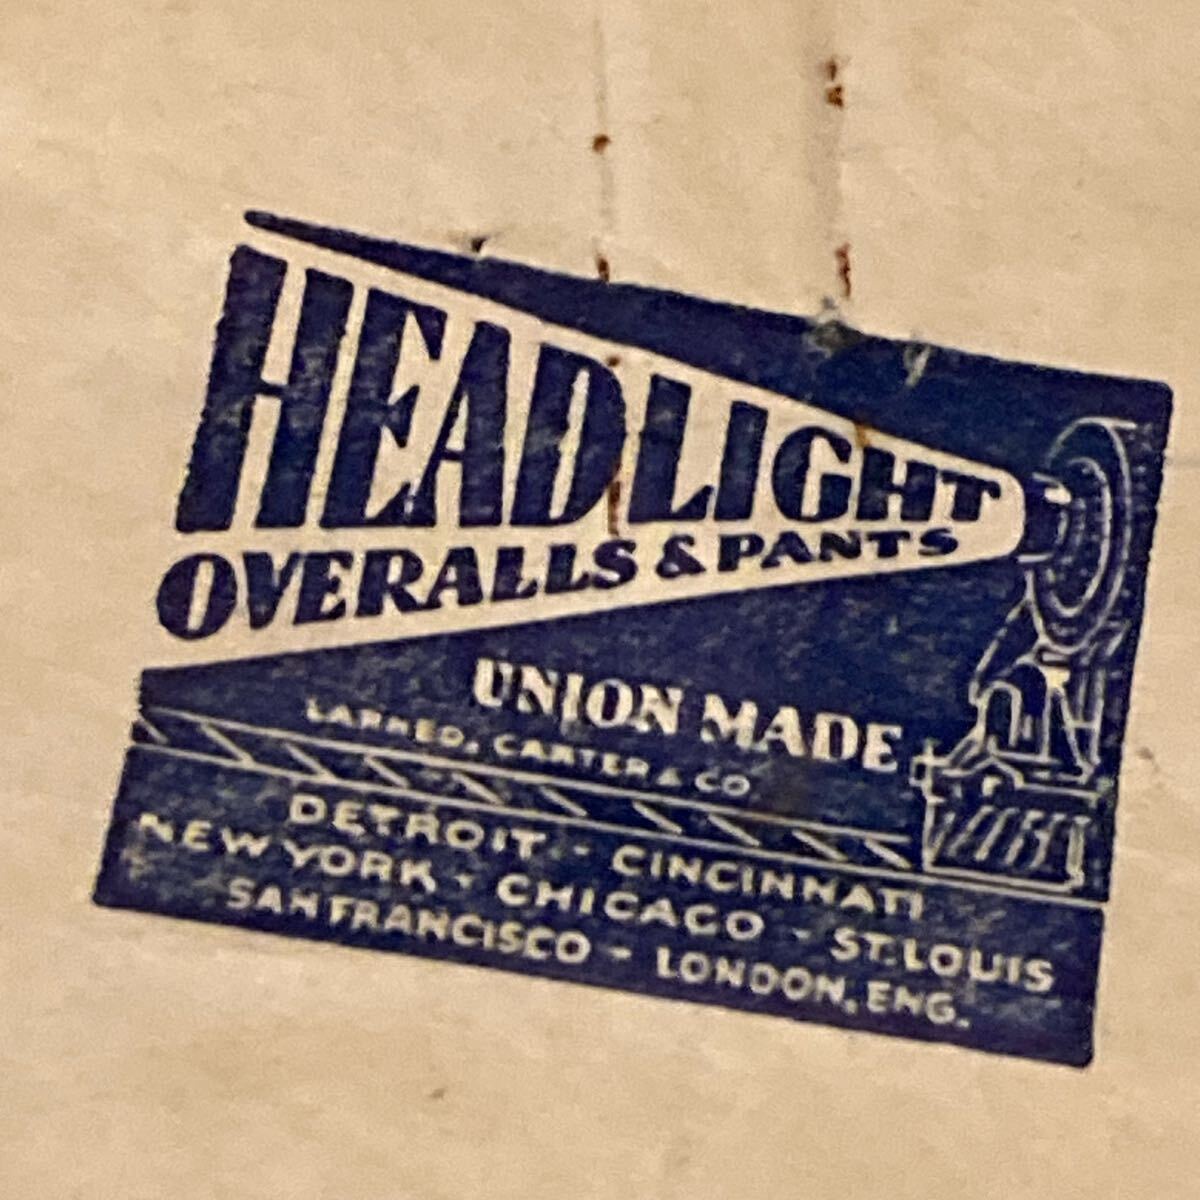 HEADLIGHT
OVERALLS & PANTS
UNION MADE
LARNED, CARTER & CO
DETROIT - CINCINNATI
NEW YORK - CHICAGO - ST. LOUIS
SAN FRANCISCO - LONDON, ENG.